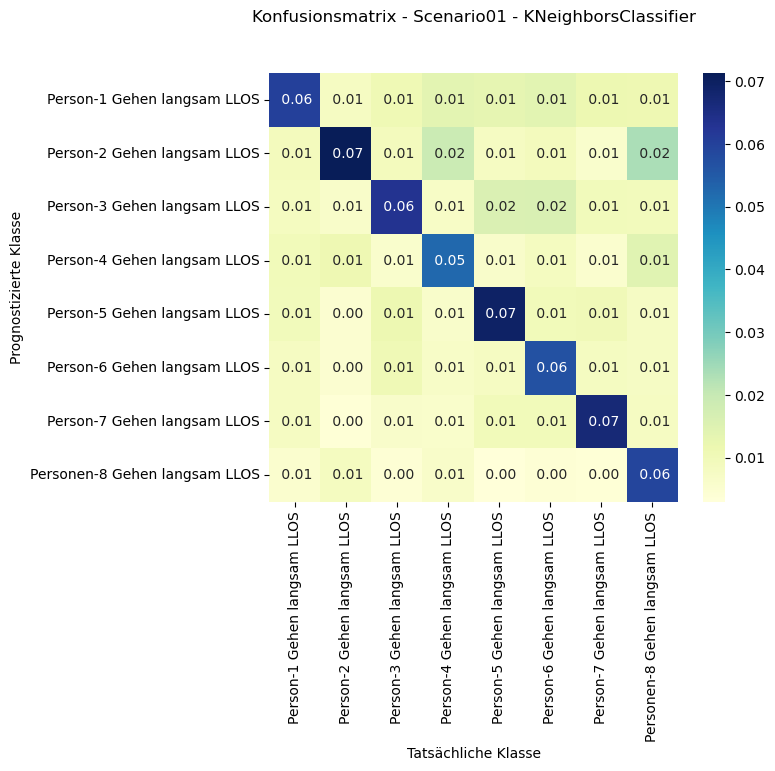 Konfusionsmatrix - Scenario01 - KNeighborsClassifier
Prognostizierte Klasse
Person-1 Gehen langsam LLOS 0.06 0.01 0.01 0.01 0.01 0.01 0.01 0.01
Person-2 Gehen langsam LLOS 0.01 0.07 0.01 0.02 0.01 0.01 0.01 0.02
Person-3 Gehen langsam LLOS 0.01 0.01 0.06 0.01 0.02 0.02 0.01 0.01
Person-4 Gehen langsam LLOS 0.01 0.01 0.01 0.05 0.01 0.01 0.01 0.01
Person-5 Gehen langsam LLOS 0.01 0.00 0.01 0.01 0.07 0.01 0.01 0.01
Person-6 Gehen langsam LLOS 0.01 0.00 0.01 0.01 0.01 0.06 0.01 0.01
Person-7 Gehen langsam LLOS 0.01 0.00 0.01 0.01 0.01 0.01 0.07 0.01
Personen-8 Gehen langsam LLOS 0.01 0.01 0.00 0.01 0.00 0.00 0.00 0.06
Person-1 Gehen langsam LLOS
Person-2 Gehen langsam LLOS
Person-3 Gehen langsam LLOS
Person-4 Gehen langsam LLOS
Person-5 Gehen langsam LLOS
Person-6 Gehen langsam LLOS
Person-7 Gehen langsam LLOS
Personen-8 Gehen langsam LLOS
Tatsächliche Klasse
0.07
0.06
0.05
0.04
0.03
0.02
0.01